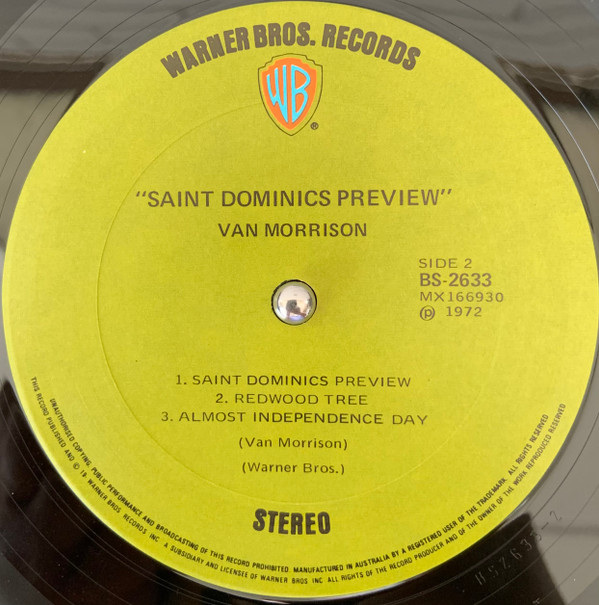 WARNER BROS. RECORDS
WB
®
"SAINT DOMINICS PREVIEW"
VAN MORRISON
SIDE 2
BS-2633
MX166930
℗ 1972
1. SAINT DOMINICS PREVIEW
2. REDWOOD TREE
3. ALMOST INDEPENDENCE DAY
(Van Morrison)
(Warner Bros.)
STEREO
UNAUTHORISED COPYING, PUBLIC PERFORMANCE AND BROADCASTING OF THIS RECORD PROHIBITED. MANUFACTURED IN AUSTRALIA BY A REGISTERED USER OF THE TRADEMARK. ALL RIGHTS RESERVED
THIS RECORD PUBLISHED AND © 19- WARNER BROS. RECORDS INC. A SUBSIDIARY AND LICENSEE OF WARNER BROS INC. ALL RIGHTS OF THE RECORD PRODUCER AND OF THE OWNER OF THE WORK REPRODUCED RESERVED